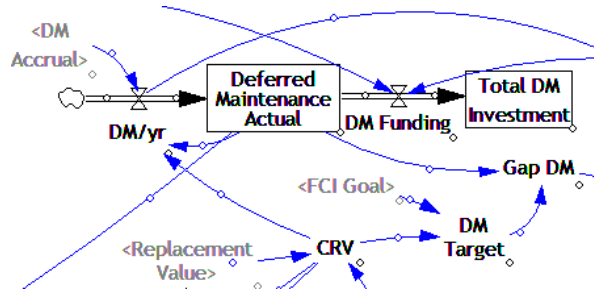 <DM
Accrual>
Deferred
Maintenance
Actual
Total DM
Investment
DM/yr
DM Funding
Gap DM
<FCI Goal>
DM
Target
<Replacement
Value>
CRV